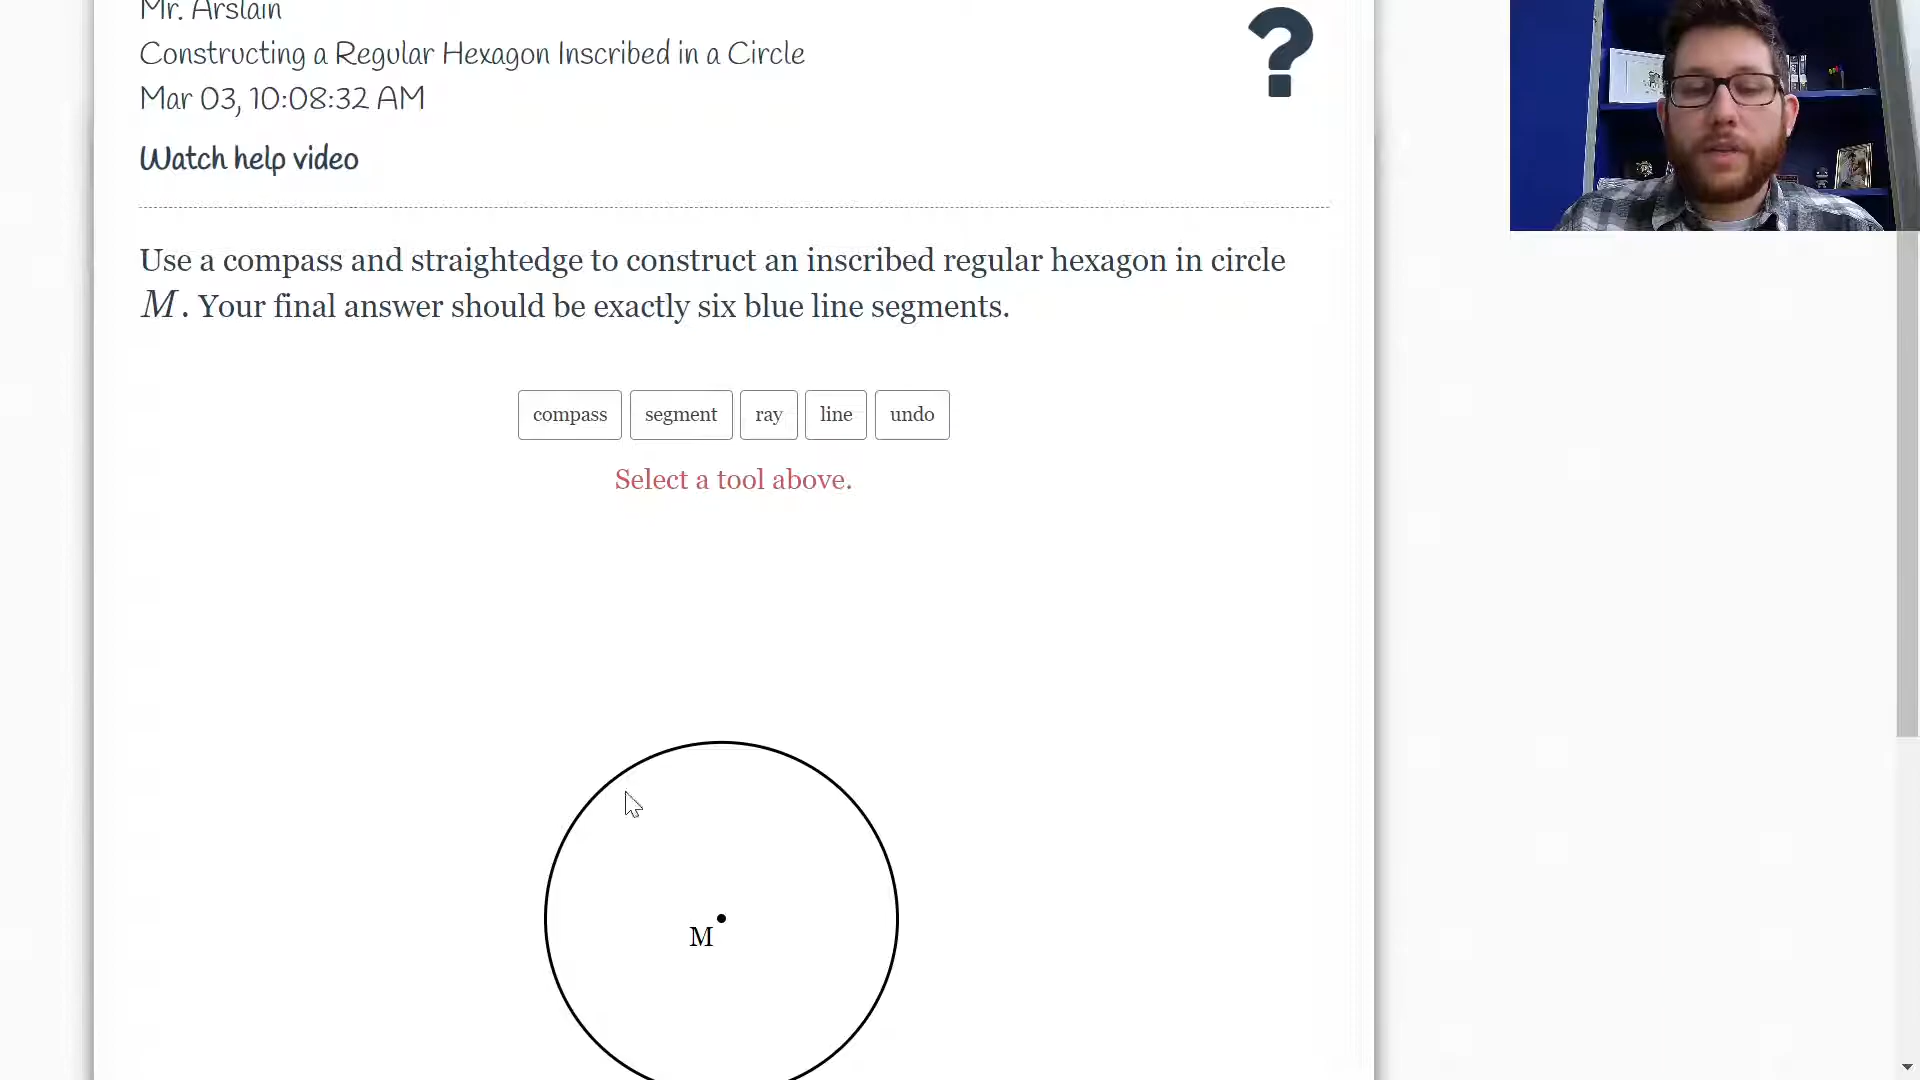 Mr. Arslain
Constructing a Regular Hexagon Inscribed in a Circle
Mar 03, 10:08:32 AM
?
Watch help video
Use a compass and straightedge to construct an inscribed regular hexagon in circle
M. Your final answer should be exactly six blue line segments.
compass segment ray line undo
Select a tool above.
M